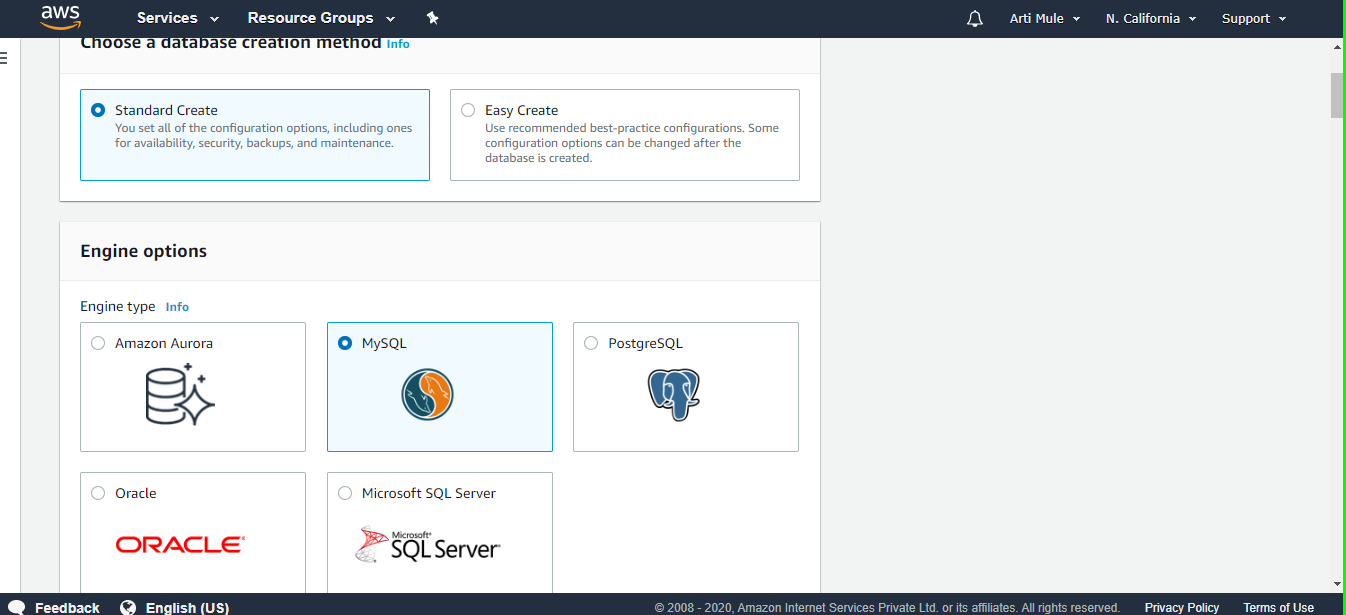 aws Services Resource Groups Arti Mule N. California Support
Choose a database creation method Info
Standard Create
You set all of the configuration options, including ones
for availability, security, backups, and maintenance.
Easy Create
Use recommended best-practice configurations. Some
configuration options can be changed after the
database is created.
Engine options
Engine type Info
Amazon Aurora
MySQL
PostgreSQL
Oracle
ORACLE®
Microsoft SQL Server
Microsoft®
SQL Server®
Feedback English (US) © 2008 - 2020, Amazon Internet Services Private Ltd. or its affiliates. All rights reserved. Privacy Policy Terms of Use